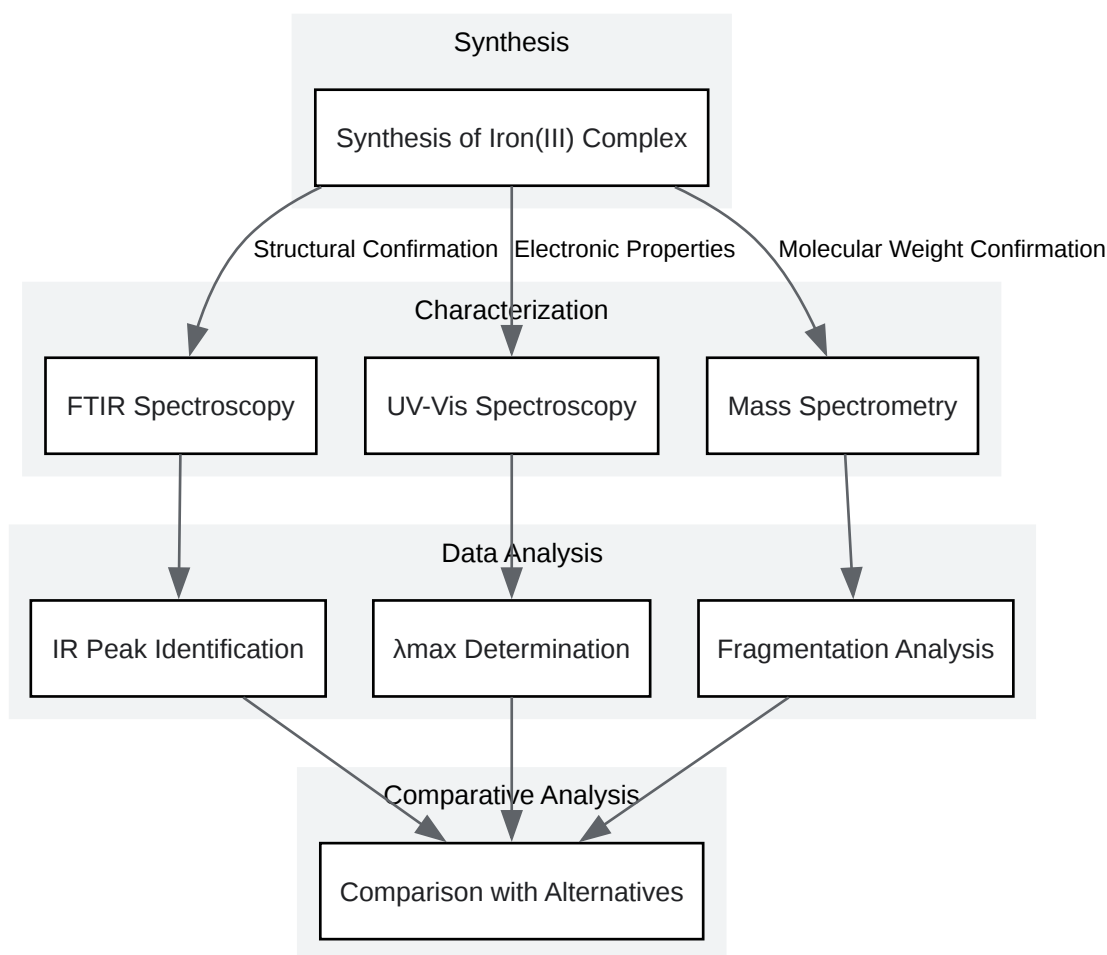 Synthesis
Synthesis of Iron(III) Complex
Structural Confirmation
Electronic Properties
Molecular Weight Confirmation
Characterization
FTIR Spectroscopy
UV-Vis Spectroscopy
Mass Spectrometry
Data Analysis
IR Peak Identification
λmax Determination
Fragmentation Analysis
Comparative Analysis
Comparison with Alternatives